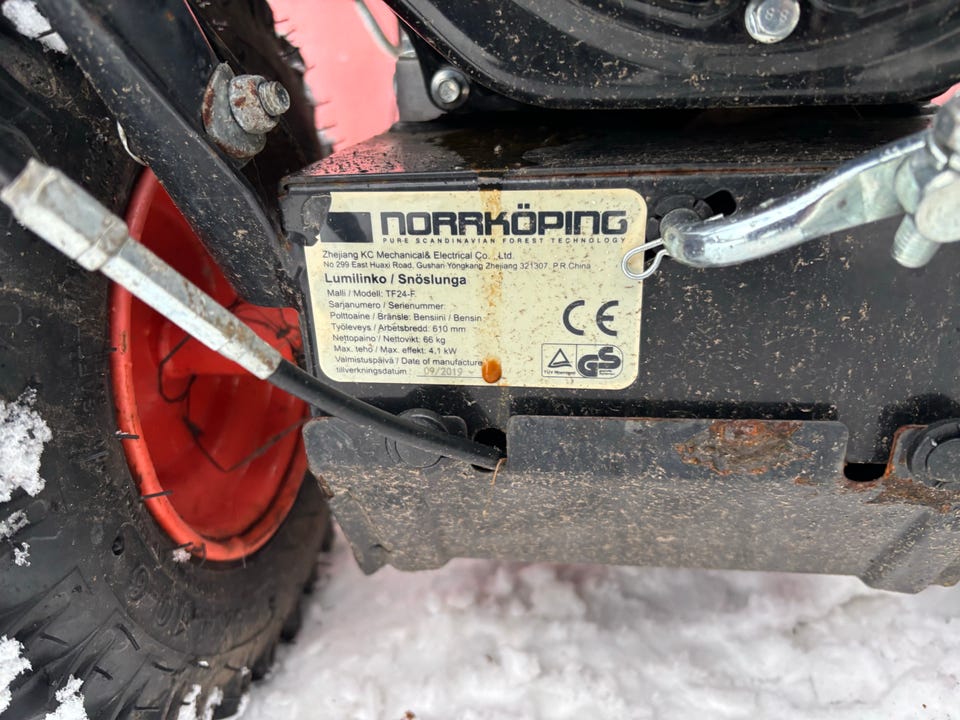 NORRKÖPING
PURE SCANDINAVIAN FOREST TECHNOLOGY
Zhejiang KC Mechanical& Electrical Co., Ltd.
No 299 East Huaxi Road, Gushan Yongkang Zhejiang 321307, P.R.China
Lumilinko / Snöslunga
Malli / Modell: TF24-F
Sarjanumero / Serienummer:
Polttoaine / Bränsle: Bensiini / Bensin
Työleveys / Arbetsbredd: 610 mm
Nettopaino / Nettovikt: 66 kg
Max. teho / Max. effekt: 4,1 kW
Valmistuspäivä / Date of manufacture
tillverkningsdatum: 09/2019
CE
TÜV Rheinland
GS